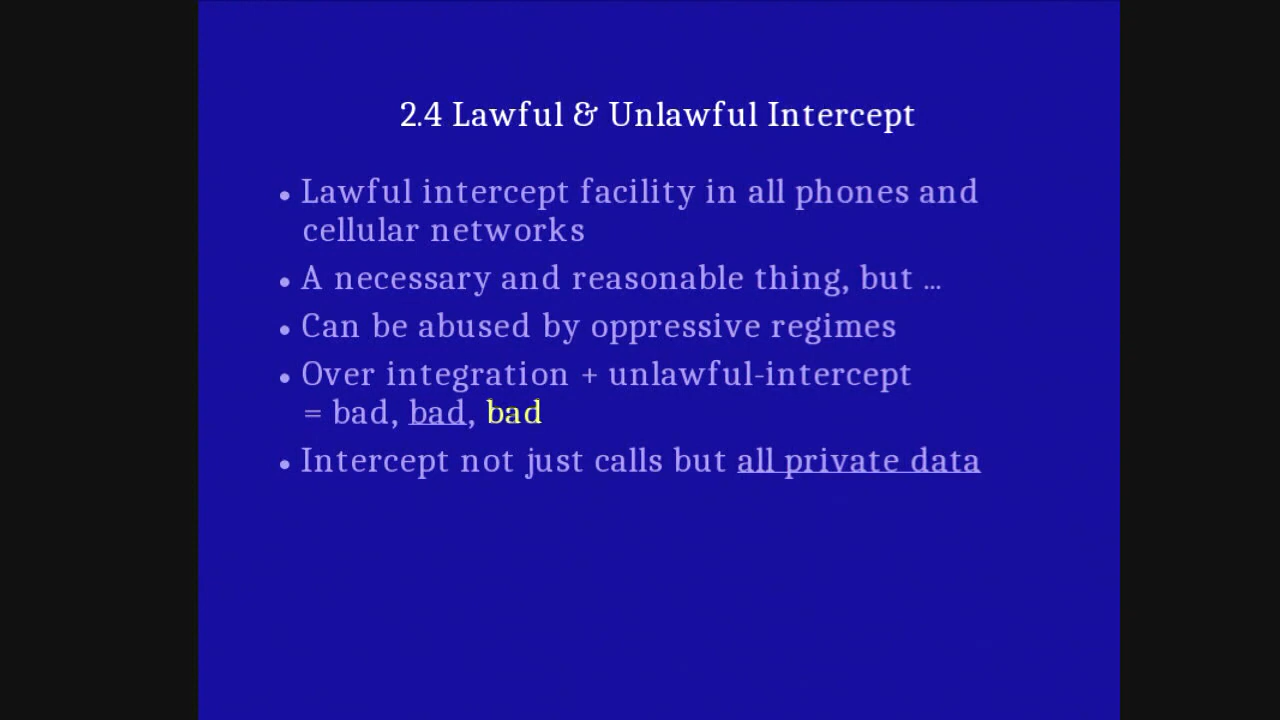 2.4 Lawful & Unlawful Intercept
• Lawful intercept facility in all phones and
cellular networks
• A necessary and reasonable thing, but ...
• Can be abused by oppressive regimes
• Over integration + unlawful-intercept
= bad, bad, bad
• Intercept not just calls but all private data